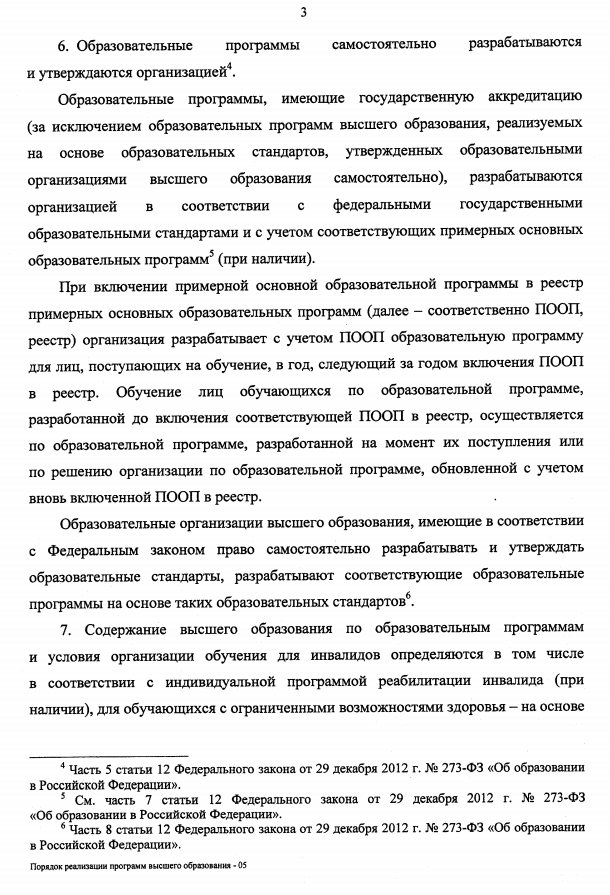 3
6. Образовательные программы самостоятельно разрабатываются
и утверждаются организацией⁴.
Образовательные программы, имеющие государственную аккредитацию
(за исключением образовательных программ высшего образования, реализуемых
на основе образовательных стандартов, утвержденных образовательными
организациями высшего образования самостоятельно), разрабатываются
организацией в соответствии с федеральными государственными
образовательными стандартами и с учетом соответствующих примерных основных
образовательных программ⁵ (при наличии).
При включении примерной основной образовательной программы в реестр
примерных основных образовательных программ (далее – соответственно ПООП,
реестр) организация разрабатывает с учетом ПООП образовательную программу
для лиц, поступающих на обучение, в год, следующий за годом включения ПООП
в реестр. Обучение лиц обучающихся по образовательной программе,
разработанной до включения соответствующей ПООП в реестр, осуществляется
по образовательной программе, разработанной на момент их поступления или
по решению организации по образовательной программе, обновленной с учетом
вновь включенной ПООП в реестр.
Образовательные организации высшего образования, имеющие в соответствии
с Федеральным законом право самостоятельно разрабатывать и утверждать
образовательные стандарты, разрабатывают соответствующие образовательные
программы на основе таких образовательных стандартов⁶.
7. Содержание высшего образования по образовательным программам
и условия организации обучения для инвалидов определяются в том числе
в соответствии с индивидуальной программой реабилитации инвалида (при
наличии), для обучающихся с ограниченными возможностями здоровья – на основе
⁴ Часть 5 статьи 12 Федерального закона от 29 декабря 2012 г. № 273-ФЗ «Об образовании
в Российской Федерации».
⁵ См. часть 7 статьи 12 Федерального закона от 29 декабря 2012 г. № 273-ФЗ
«Об образовании в Российской Федерации».
⁶ Часть 8 статьи 12 Федерального закона от 29 декабря 2012 г. № 273-ФЗ «Об образовании
в Российской Федерации».
Порядок реализации программ высшего образования - 05